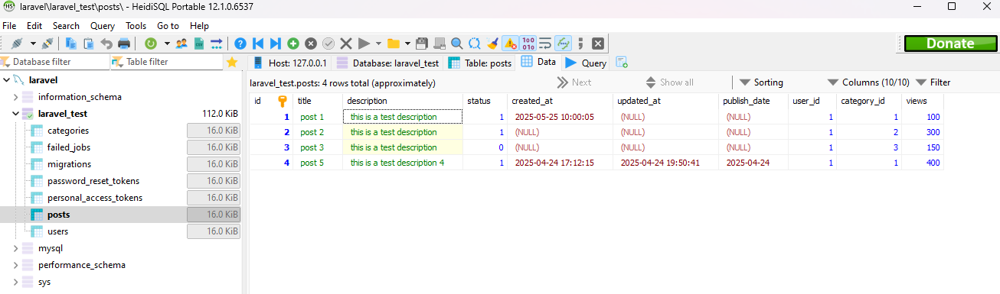 laravel\laravel_test\posts\ - HeidiSQL Portable 12.1.0.6537
File Edit Search Query Tools Go to Help
Donate
Database filter Table filter
Host: 127.0.0.1 Database: laravel_test Table: posts Data Query
laravel 
information_schema
laravel_test 112.0 KiB
categories 16.0 KiB
failed_jobs 16.0 KiB
migrations 16.0 KiB
password_reset_tokens 16.0 KiB
personal_access_tokens 16.0 KiB
posts 16.0 KiB
users 16.0 KiB
mysql
performance_schema
sys
laravel_test.posts: 4 rows total (approximately) Next Show all Sorting Columns (10/10) Filter
id title description status created_at updated_at publish_date user_id category_id views
1 post 1 this is a test description 1 2025-05-25 10:00:05 (NULL) (NULL) 1 1 100
2 post 2 this is a test description 1 (NULL) (NULL) (NULL) 1 2 300
3 post 3 this is a test description 0 (NULL) (NULL) (NULL) 1 3 150
4 post 5 this is a test description 4 1 2025-04-24 17:12:15 2025-04-24 19:50:41 2025-04-24 1 1 400